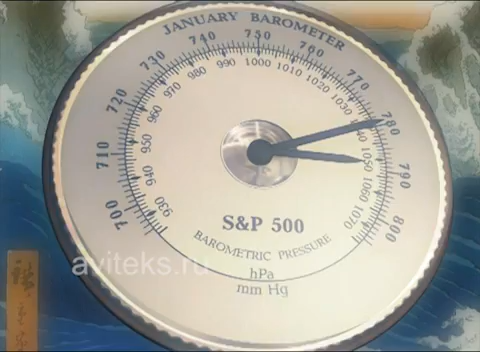 JANUARY BAROMETER
700 710 720 730 740 750 760 770 780 790 800
930 940 950 960 970 980 990 1000 1010 1020 1030 1040 1050 1060 1070
S&P 500
BAROMETRIC PRESSURE
hPa
mm Hg
aviteks.ru